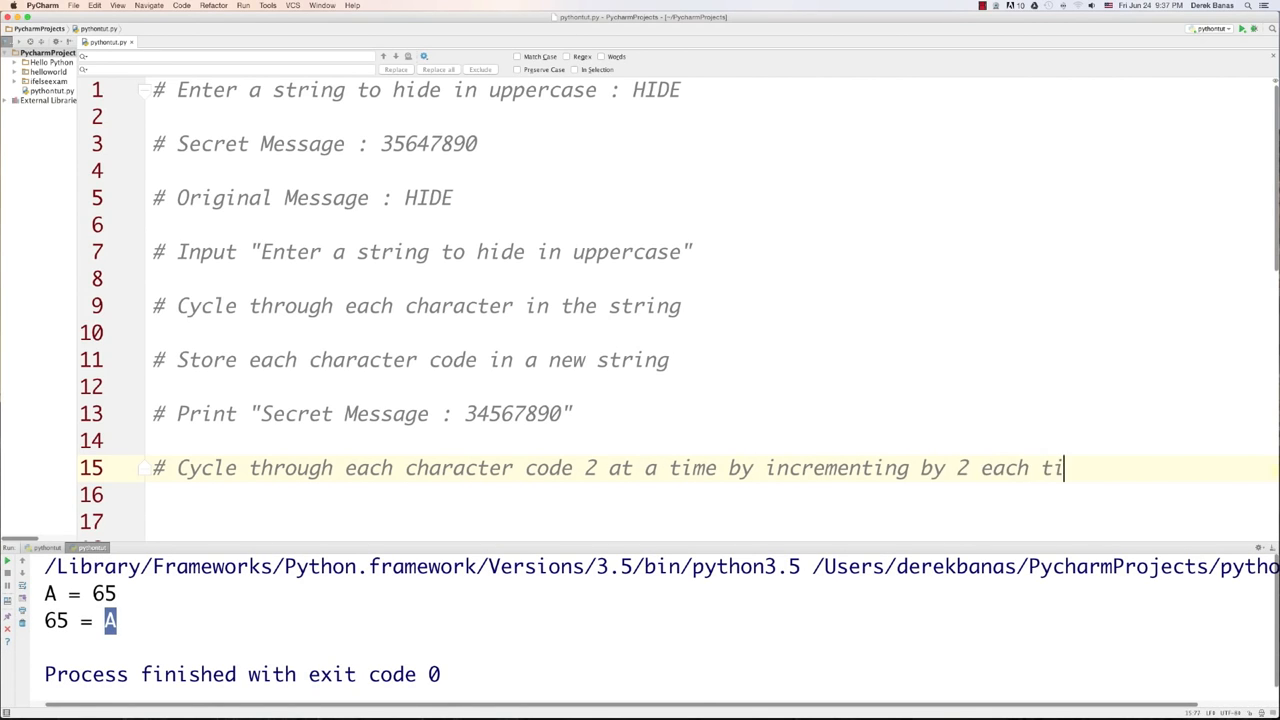 PyCharm File Edit View Navigate Code Refactor Run Tools VCS Window Help Fri Jun 24 9:37 PM Derek Banas
pythontut.py - PycharmProjects - [~/PycharmProjects]
PycharmProjects pythontut.py pythontut
pythontut.py ×
Match Case Regex Words
Replace Replace all Exclude Preserve Case In Selection
PycharmProject
Hello Python
helloworld
ifelseexam
pythontut.py
External Librarie
1 # Enter a string to hide in uppercase : HIDE
2
3 # Secret Message : 35647890
4
5 # Original Message : HIDE
6
7 # Input "Enter a string to hide in uppercase"
8
9 # Cycle through each character in the string
10
11 # Store each character code in a new string
12
13 # Print "Secret Message : 34567890"
14
15 # Cycle through each character code 2 at a time by incrementing by 2 each ti
16
17
Run: pythontut pythontut
/Library/Frameworks/Python.framework/Versions/3.5/bin/python3.5 /Users/derekbanas/PycharmProjects/pytho
A = 65
65 = A
Process finished with exit code 0
15:77 LF÷ UTF-8÷